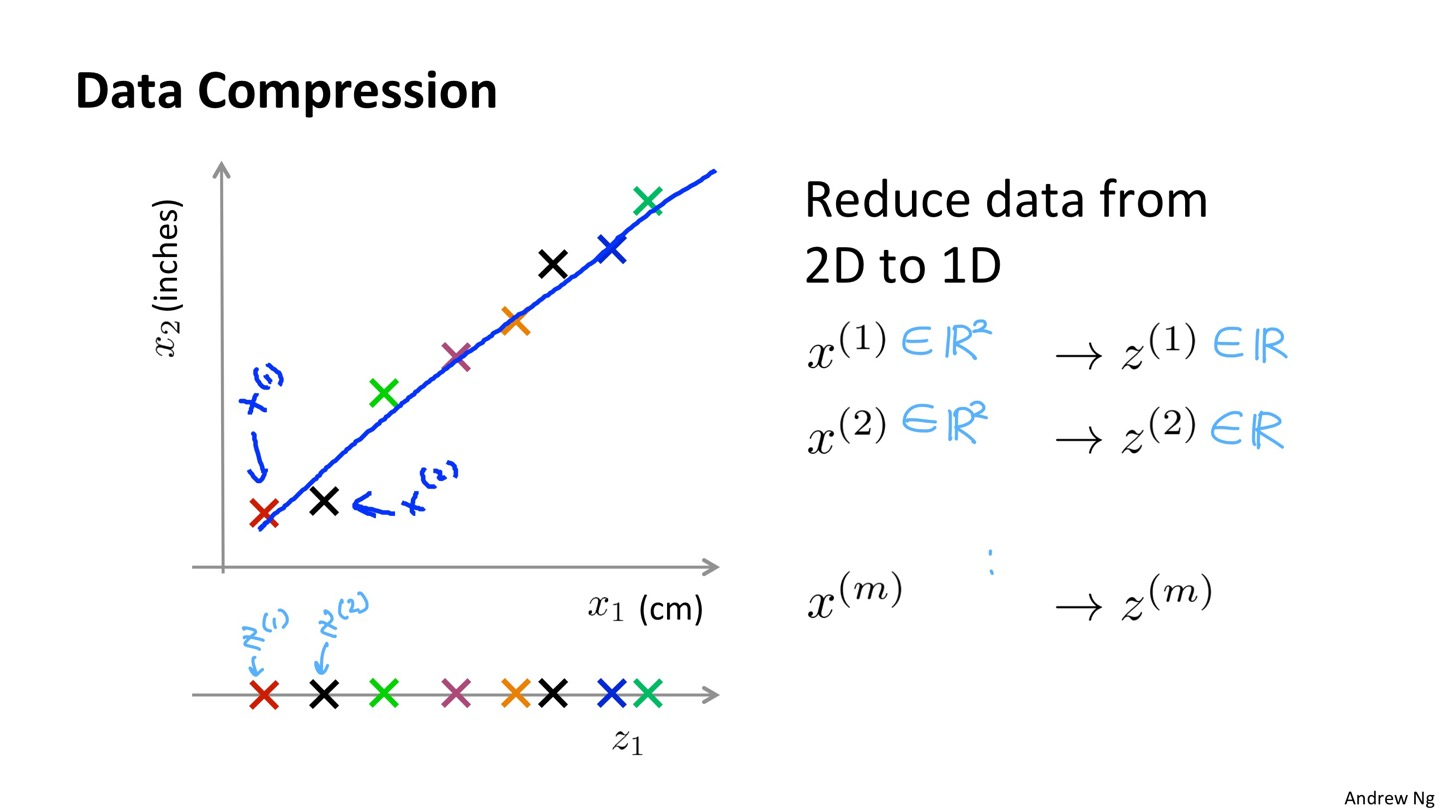 Data Compression
x₂ (inches)
x⁽¹⁾
x⁽²⁾
x₁ (cm)
z⁽¹⁾
z⁽²⁾
z₁
Reduce data from
2D to 1D
x⁽¹⁾ ∈ ℝ² → z⁽¹⁾ ∈ ℝ
x⁽²⁾ ∈ ℝ² → z⁽²⁾ ∈ ℝ
:
x⁽ᵐ⁾ → z⁽ᵐ⁾
Andrew Ng